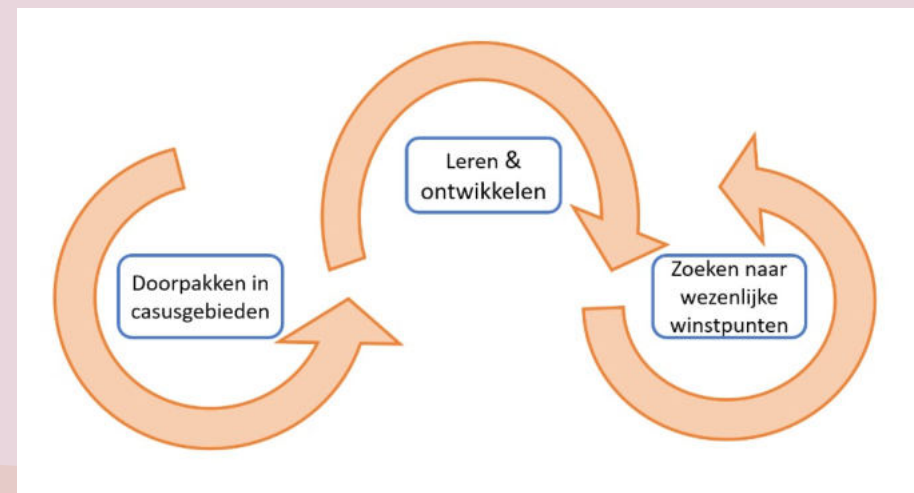 Doorpakken in
casusgebieden
Leren &
ontwikkelen
Zoeken naar
wezenlijke
winstpunten